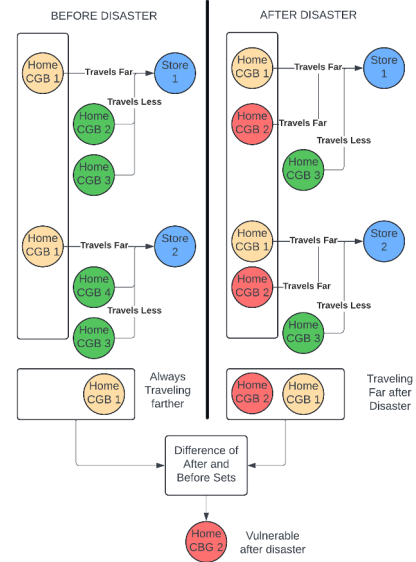 BEFORE DISASTER
AFTER DISASTER
Home
CGB 1
Travels Far
Store
1
Travels Less
Home
CGB 2
Home
CGB 3
Home
CGB 1
Travels Far
Store
2
Home
CGB 4
Travels Less
Home
CGB 3
Home
CGB 1
Travels Far
Store
1
Home
CGB 2
Travels Far
Travels Less
Home
CGB 3
Home
CGB 1
Travels Far
Store
2
Home
CGB 2
Travels Far
Travels Less
Home
CGB 3
Home
CGB 1
Always
Traveling
farther
Home
CGB 2
Home
CGB 1
Traveling
Far after
Disaster
Difference of
After and
Before Sets
Home
CBG 2
Vulnerable
after disaster